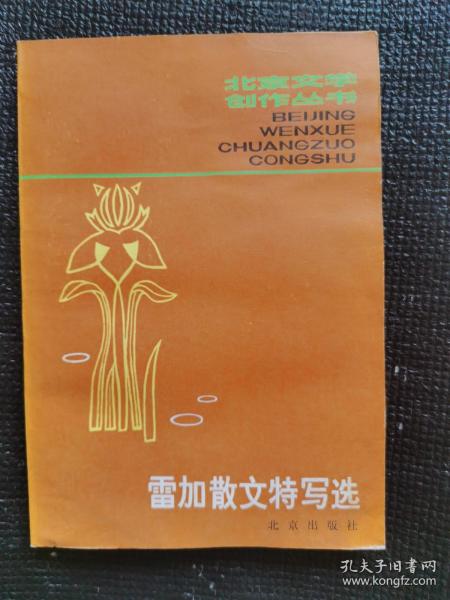 北京文学
创作丛书
BEIJING
WENXUE
CHUANGZUO
CONGSHU
雷加散文特写选
北京出版社
孔夫子旧书网
www.kongfz.com